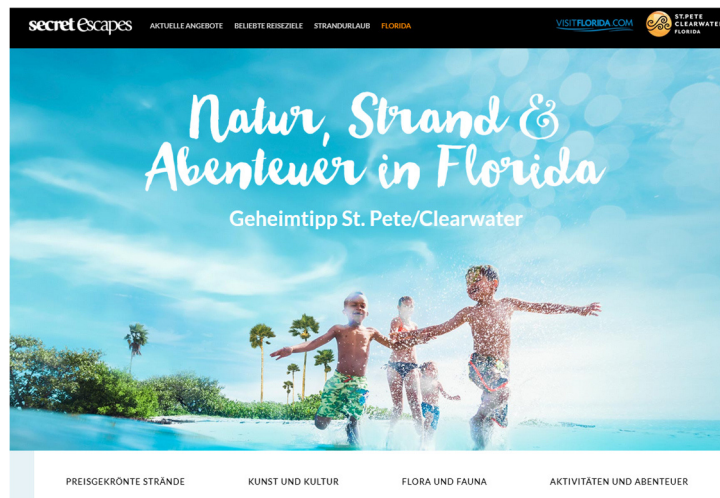 secret escapes AKTUELLE ANGEBOTE BELIEBTE REISEZIELE STRANDURLAUB FLORIDA VISITFLORIDA.COM
ST.PETE
CLEARWATER
FLORIDA
Natur, Strand &
Abenteuer in Florida
Geheimtipp St. Pete/Clearwater
PREISGEKRÖNTE STRÄNDE KUNST UND KULTUR FLORA UND FAUNA AKTIVITÄTEN UND ABENTEUER